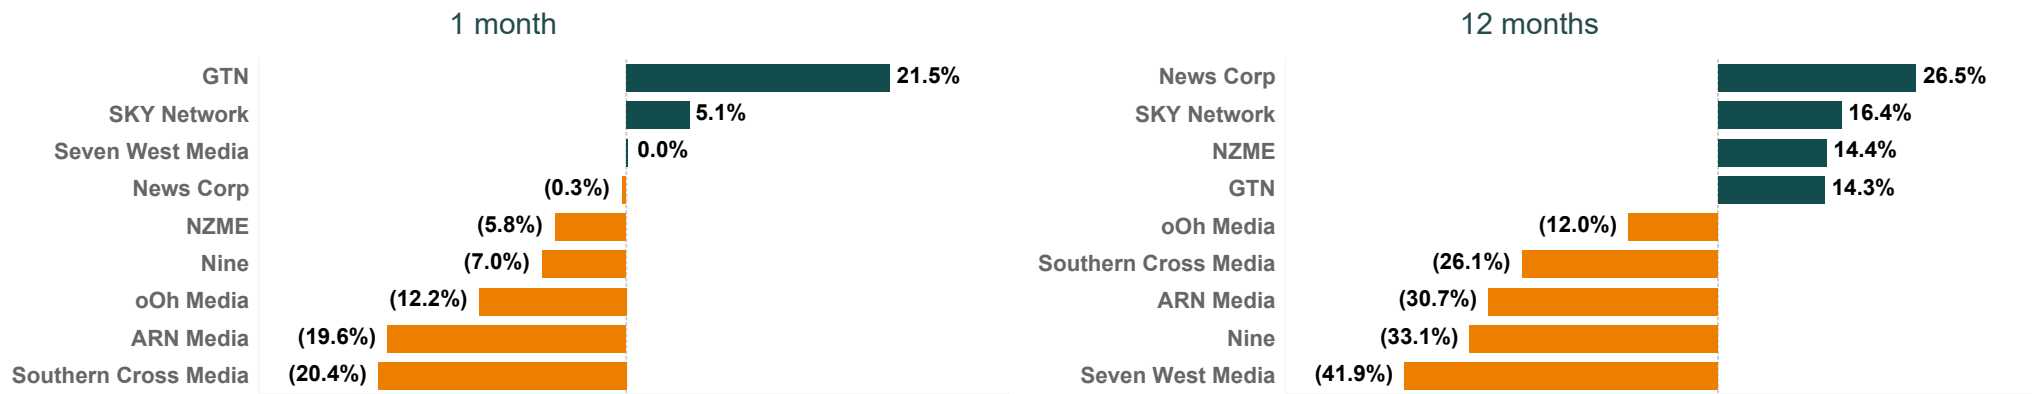 1 month
GTN 21.5%
SKY Network 5.1%
Seven West Media 0.0%
News Corp (0.3%)
NZME (5.8%)
Nine (7.0%)
oOh Media (12.2%)
ARN Media (19.6%)
Southern Cross Media (20.4%)
12 months
News Corp 26.5%
SKY Network 16.4%
NZME 14.4%
GTN 14.3%
oOh Media (12.0%)
Southern Cross Media (26.1%)
ARN Media (30.7%)
Nine (33.1%)
Seven West Media (41.9%)